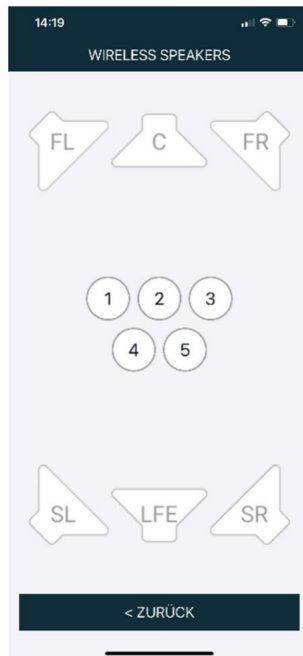 14:19
WIRELESS SPEAKERS
FL C FR
1 2 3
4 5
SL LFE SR
< ZURÜCK